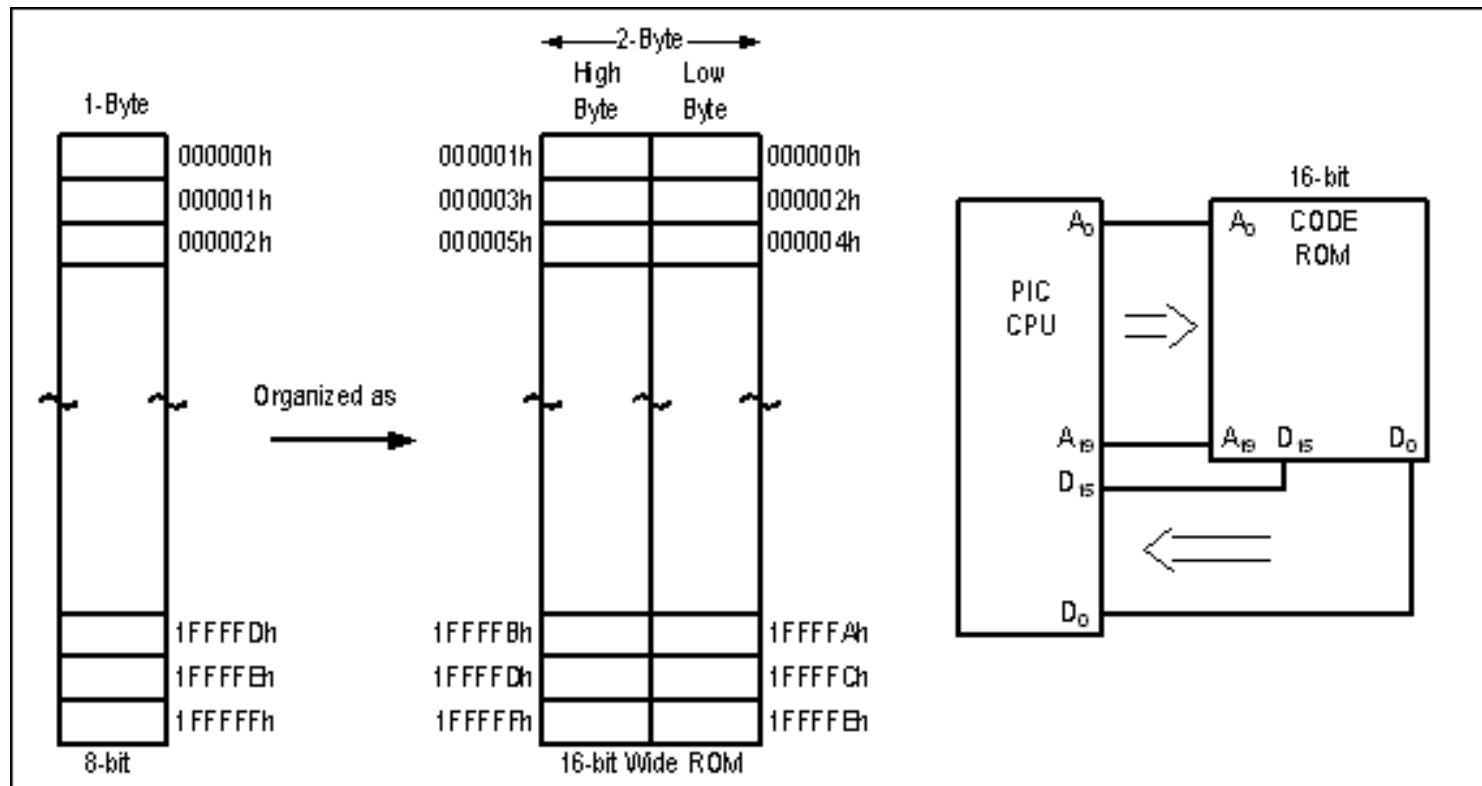 1-Byte
000000h
000001h
000002h
1FFFFDh
1FFFFEh
1FFFFFh
8-bit
Organized as
2-Byte
High Byte
Low Byte
000001h
000000h
000003h
000002h
000005h
000004h
1FFFFBh
1FFFFAh
1FFFFDh
1FFFFCh
1FFFFFh
1FFFFEh
16-bit Wide ROM
16-bit
CODE
ROM
PIC
CPU
A0
A0
A19
A19
D15
D0
D15
D0